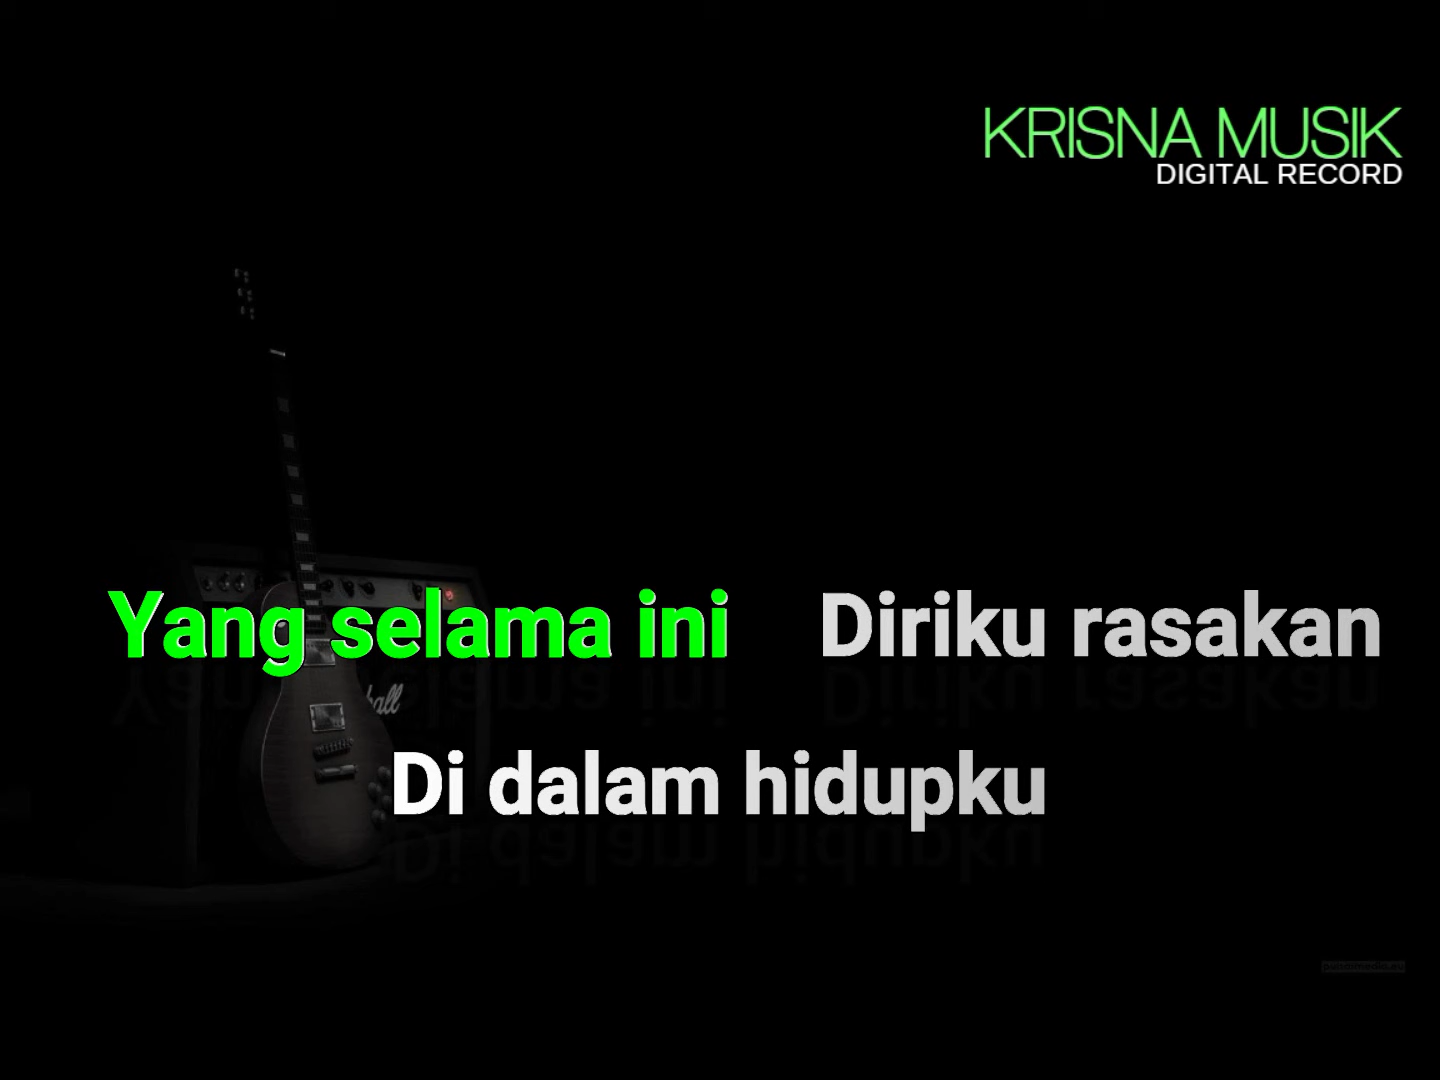 KRISNA MUSIK
DIGITAL RECORD
Yang selama ini Diriku rasakan
Di dalam hidupku